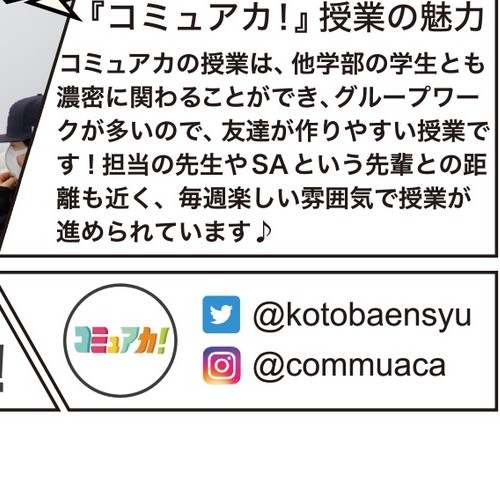 『コミュアカ！』授業の魅力
コミュアカの授業は、他学部の学生とも
濃密に関わることができ、グループワー
クが多いので、友達が作りやすい授業で
す！担当の先生やSAという先輩との距
離も近く、毎週楽しい雰囲気で授業が
進められています♪
コミュアカ！
@kotobaensyu
@commuaca
!